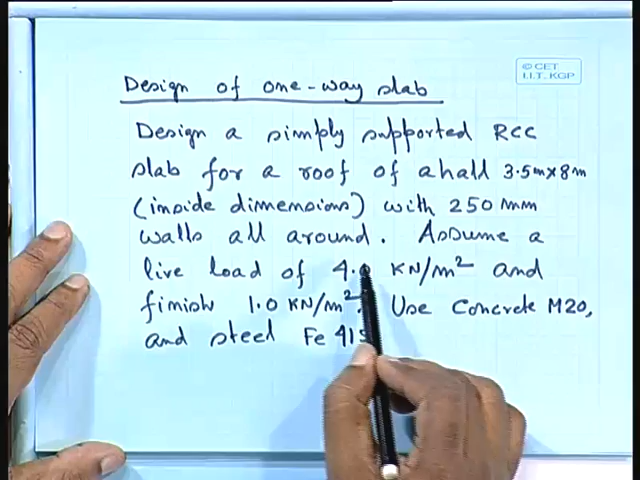 © CET
I.I.T. KGP
Design of one-way slab
Design a simply supported RCC
slab for a roof of a hall 3.5m×8m
(inside dimensions) with 250 mm
walls all around. Assume a
live load of 4.0 KN/m² and
finish 1.0 KN/m². Use concrete M20,
and steel Fe 415